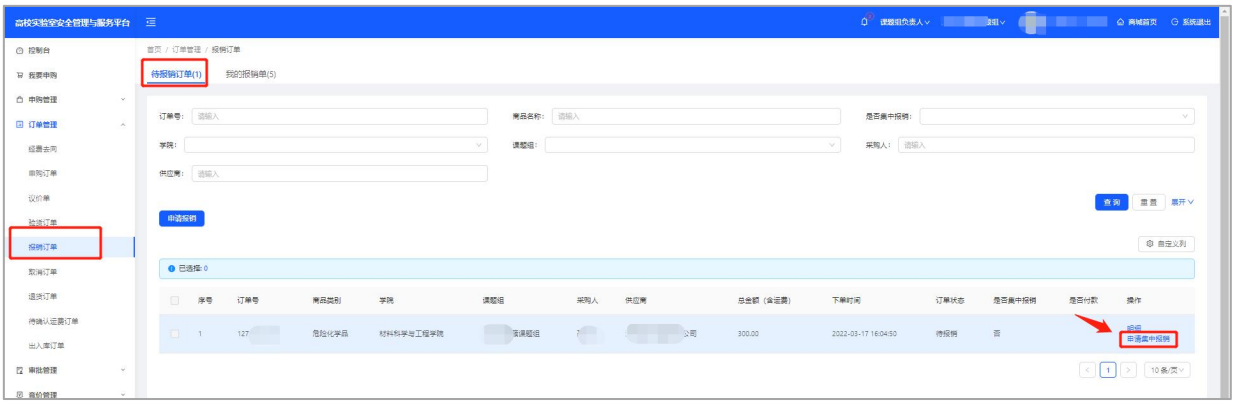 高校实验室安全管理与服务平台 课题组负责人 商城首页 系统退出
控制台
我要申购
申购管理
订单管理
经费去向
申购订单
议价单
验货订单
报销订单
取消订单
退货订单
待确认运费订单
出入库订单
审批管理
竞价管理
首页 / 订单管理 / 报销订单
待报销订单(1) 我的报销单(5)
订单号: 请输入 商品名称: 请输入 是否集中报销:
学院: 课题组: 采购人: 请输入
供应商: 请输入
查询 重置 展开
申请报销
自定义列
已选择: 0
序号 订单号 商品类别 学院 课题组 采购人 供应商 总金额（含运费） 下单时间 订单状态 是否集中报销 是否付款 操作
1 127 危险化学品 材料科学与工程学院 课题组 公司 300.00 2022-03-17 16:04:50 待报销 否 明细
申请集中报销
1 10 条/页